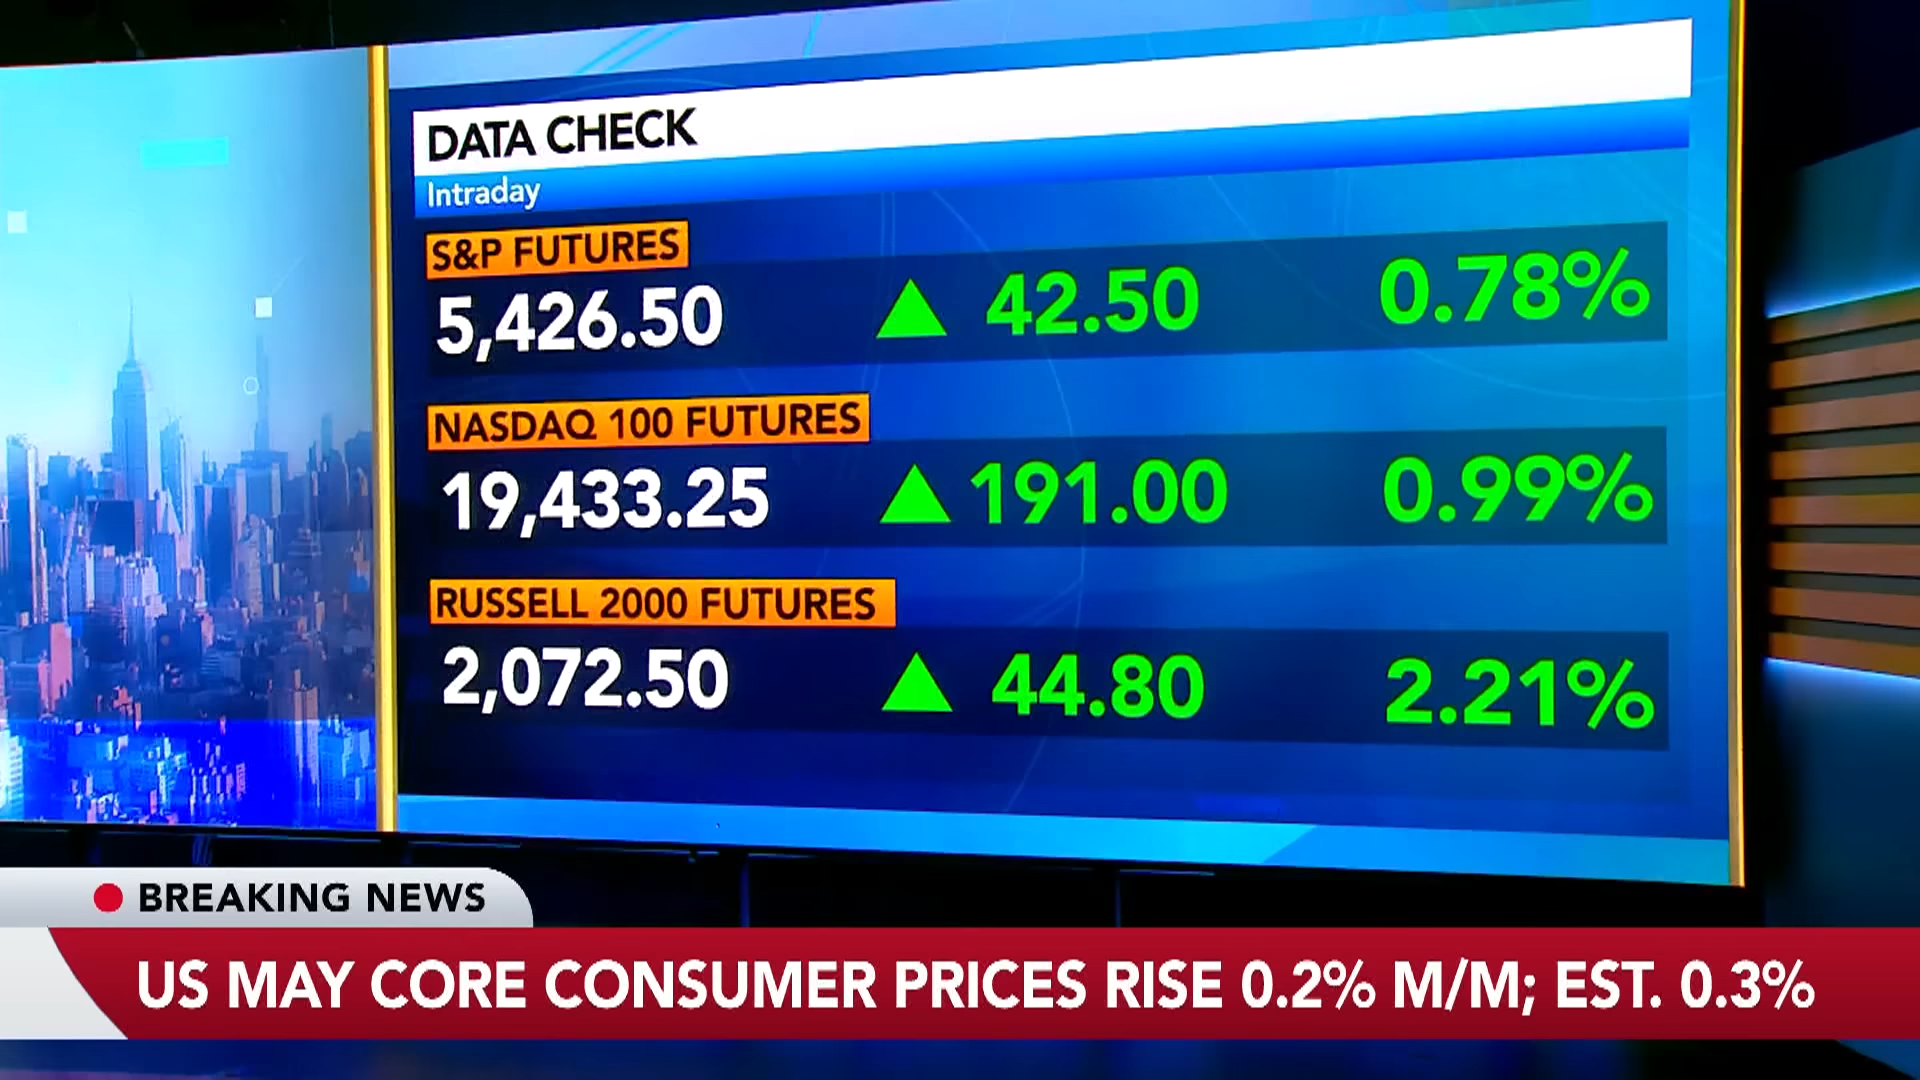 DATA CHECK
Intraday
S&P FUTURES
5,426.50 ▲ 42.50 0.78%
NASDAQ 100 FUTURES
19,433.25 ▲ 191.00 0.99%
RUSSELL 2000 FUTURES
2,072.50 ▲ 44.80 2.21%
BREAKING NEWS
US MAY CORE CONSUMER PRICES RISE 0.2% M/M; EST. 0.3%